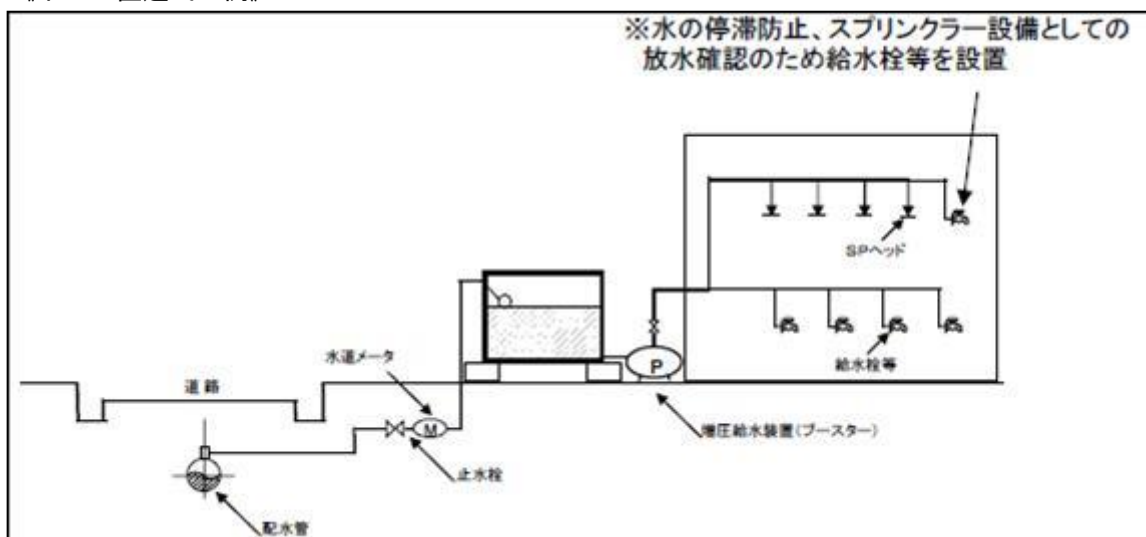 ※水の停滞防止、スプリンクラー設備としての
放水確認のため給水栓等を設置
SPヘッド
水道メータ
P
給水栓等
道路
M
増圧給水装置(ブースター)
止水栓
配水管